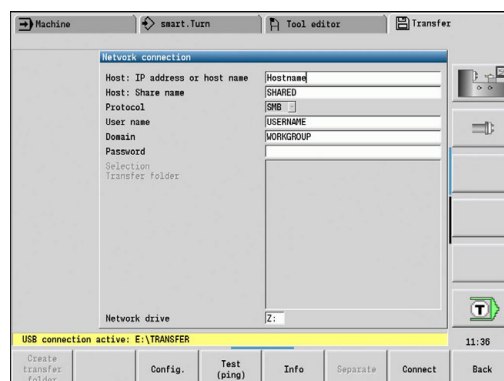 Machine
smart.Turn
Tool editor
Transfer
Network connection
Host: IP address or host name Hostname
Host: Share name SHARED
Protocol SMB
User name USERNAME
Domain WORKGROUP
Password
Selection
Transfer folder
T
Network drive Z:
USB connection active: E:\TRANSFER
11:36
Create
transfer
folder
Config.
Test
(ping)
Info
Separate
Connect
Back